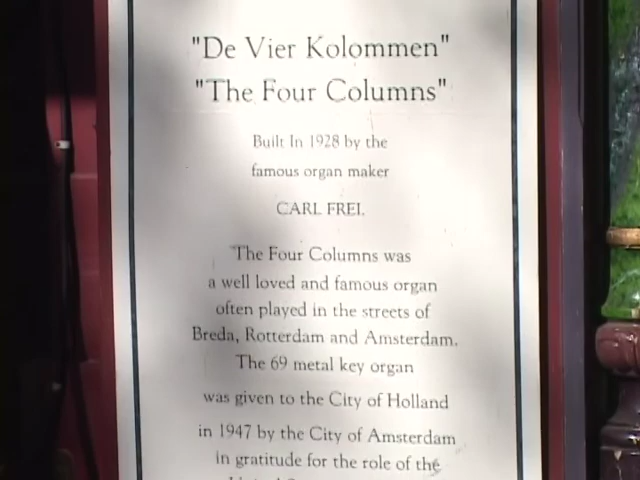 "De Vier Kolommen"
"The Four Columns"
Built In 1928 by the
famous organ maker
CARL FREI.
The Four Columns was
a well loved and famous organ
often played in the streets of
Breda, Rotterdam and Amsterdam.
The 69 metal key organ
was given to the City of Holland
in 1947 by the City of Amsterdam
in gratitude for the role of the